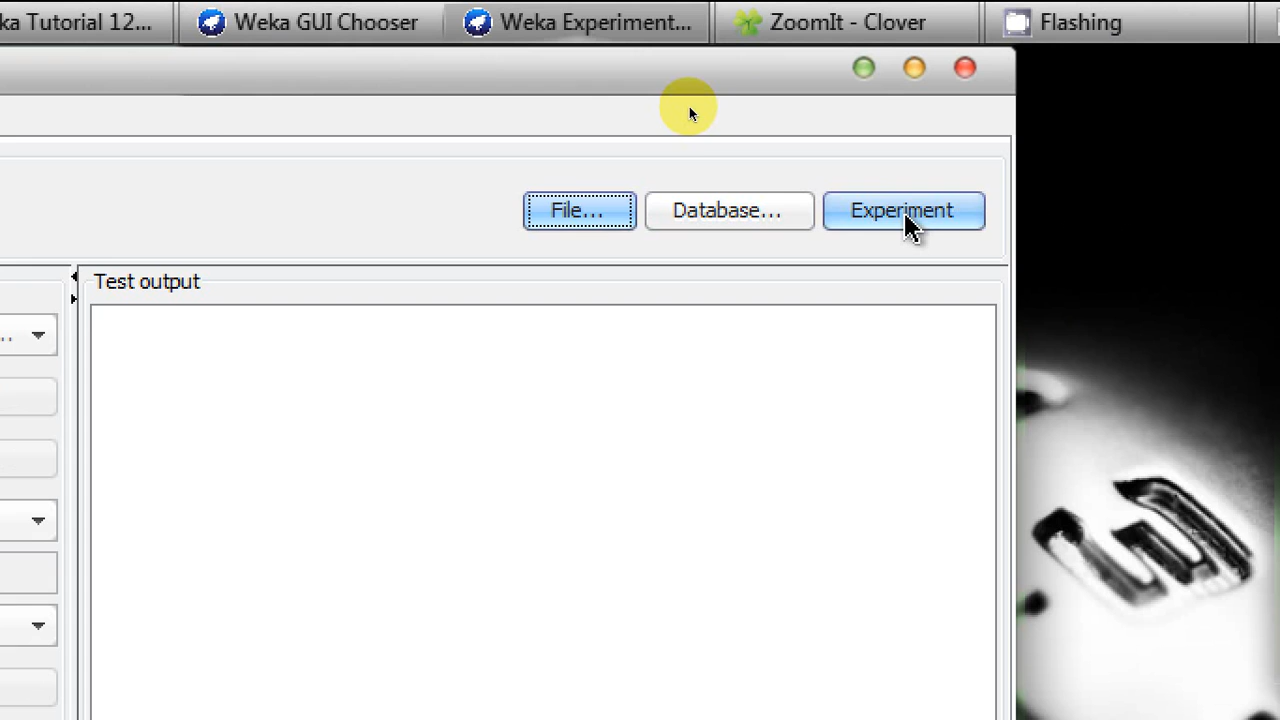 ka Tutorial 12...
Weka GUI Chooser
Weka Experiment...
ZoomIt - Clover
Flashing
File...
Database...
Experiment
Test output
..